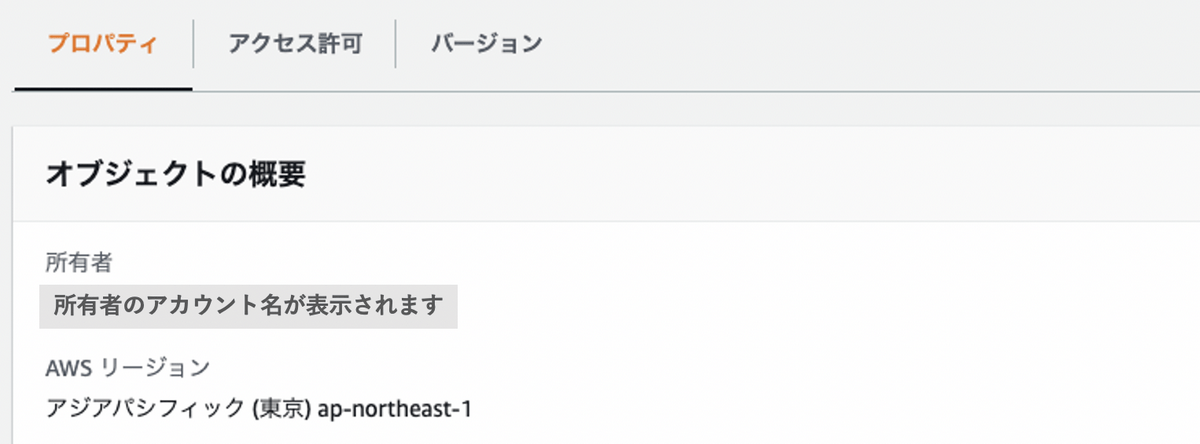 プロパティ アクセス許可 バージョン
オブジェクトの概要
所有者
所有者のアカウント名が表示されます
AWS リージョン
アジアパシフィック (東京) ap-northeast-1